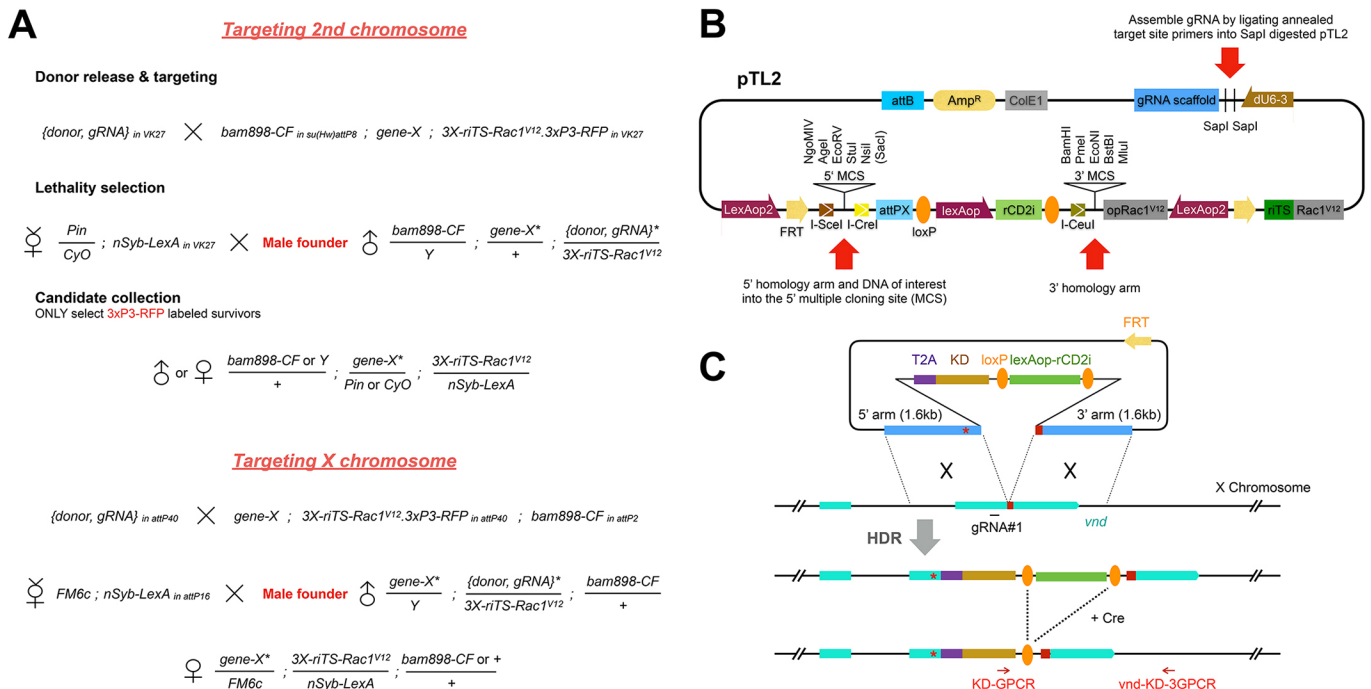 A
Targeting 2nd chromosome
Donor release & targeting
{donor, gRNA} in VK27 X bam898-CF in su(Hw)attP8 ; gene-X ; 3X-riTS-Rac1V12.3xP3-RFP in VK27
Lethality selection
Pin
CyO ; nSyb-LexA in VK27 X Male founder
bam898-CF
Y ;
gene-X*
+ ;
{donor, gRNA}*
3X-riTS-Rac1V12
Candidate collection
ONLY select 3xP3-RFP labeled survivors
or
bam898-CF or Y
+ ;
gene-X*
Pin or CyO ;
3X-riTS-Rac1V12
nSyb-LexA
Targeting X chromosome
{donor, gRNA} in attP40 X gene-X ; 3X-riTS-Rac1V12.3xP3-RFP in attP40 ; bam898-CF in attP2
FM6c ; nSyb-LexA in attP16 X Male founder
gene-X*
Y ;
{donor, gRNA}*
3X-riTS-Rac1V12 ;
bam898-CF
+
gene-X*
FM6c ;
3X-riTS-Rac1V12
nSyb-LexA ;
bam898-CF or +
+
B
Assemble gRNA by ligating annealed
target site primers into SapI digested pTL2
pTL2
attB AmpR ColE1 gRNA scaffold dU6-3
SapI SapI
NgoMIV
AgeI
EcoRV
StuI
NsiI
(SacI)
5' MCS
BamHI
PmeI
EcoNI
BstBI
MluI
3' MCS
LexAop2 attPX lexAop rCD2i opRac1V12 LexAop2 riTS Rac1V12
FRT I-SceI I-CreI loxP I-CeuI
5' homology arm and DNA of interest
into the 5' multiple cloning site (MCS)
3' homology arm
C
FRT
T2A KD loxP lexAop-rCD2i
5' arm (1.6kb) 3' arm (1.6kb)
*
X X
X Chromosome
gRNA#1 vnd
HDR
*
+ Cre
*
KD-GPCR vnd-KD-3GPCR